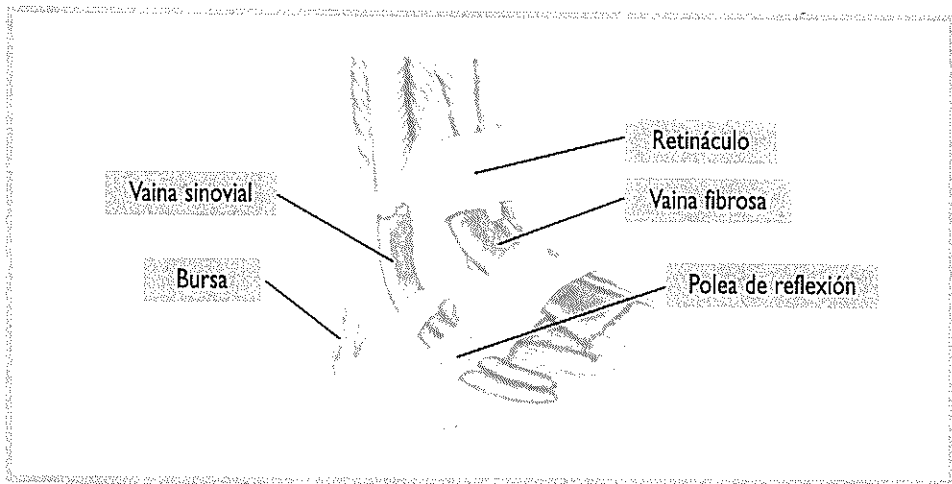 Retináculo
Vaina sinovial
Vaina fibrosa
Bursa
Polea de reflexión